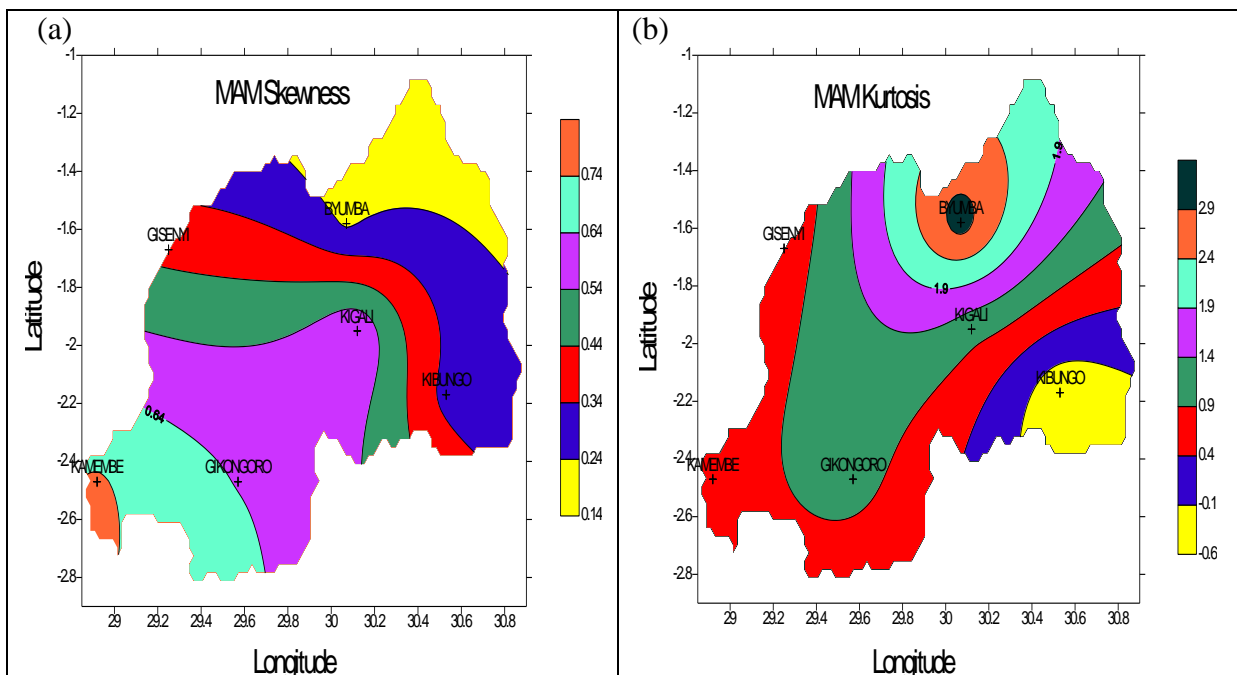 (a)
MAM Skewness
-1
-1.2
-1.4
-1.6
-1.8
-2
-2.2
-2.4
-2.6
-2.8
Latitude
BYUMBA
GISENYI
KIGALI
KIBUNGO
0.64
KAMEMBE
GIKONGORO
29
29.2
29.4
29.6
29.8
30
30.2
30.4
30.6
30.8
Longitude
0.74
0.64
0.54
0.44
0.34
0.24
0.14
(b)
MAM Kurtosis
-1
-1.2
-1.4
-1.6
-1.8
-2
-2.2
-2.4
-2.6
-2.8
Latitude
1.9
BYUMBA
GISENYI
1.9
KIGALI
KIBUNGO
KAMEMBE
GIKONGORO
29
29.2
29.4
29.6
29.8
30
30.2
30.4
30.6
30.8
Longitude
2.9
2.4
1.9
1.4
0.9
0.4
-0.1
-0.6